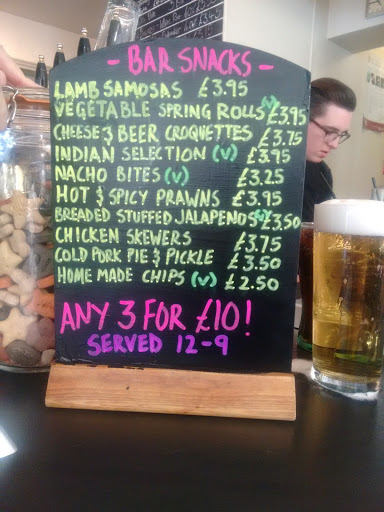 - BAR SNACKS -
LAMB SAMOSAS £3.95
VEGETABLE SPRING ROLLS (V) £3.95
CHEESE & BEER CROQUETTES £3.75
INDIAN SELECTION (V) £3.95
NACHO BITES (V) £3.25
HOT & SPICY PRAWNS £3.95
BREADED STUFFED JALAPENOS (V) £3.50
CHICKEN SKEWERS £3.75
COLD PORK PIE & PICKLE £3.50
HOME MADE CHIPS (V) £2.50
ANY 3 FOR £10!
SERVED 12-9